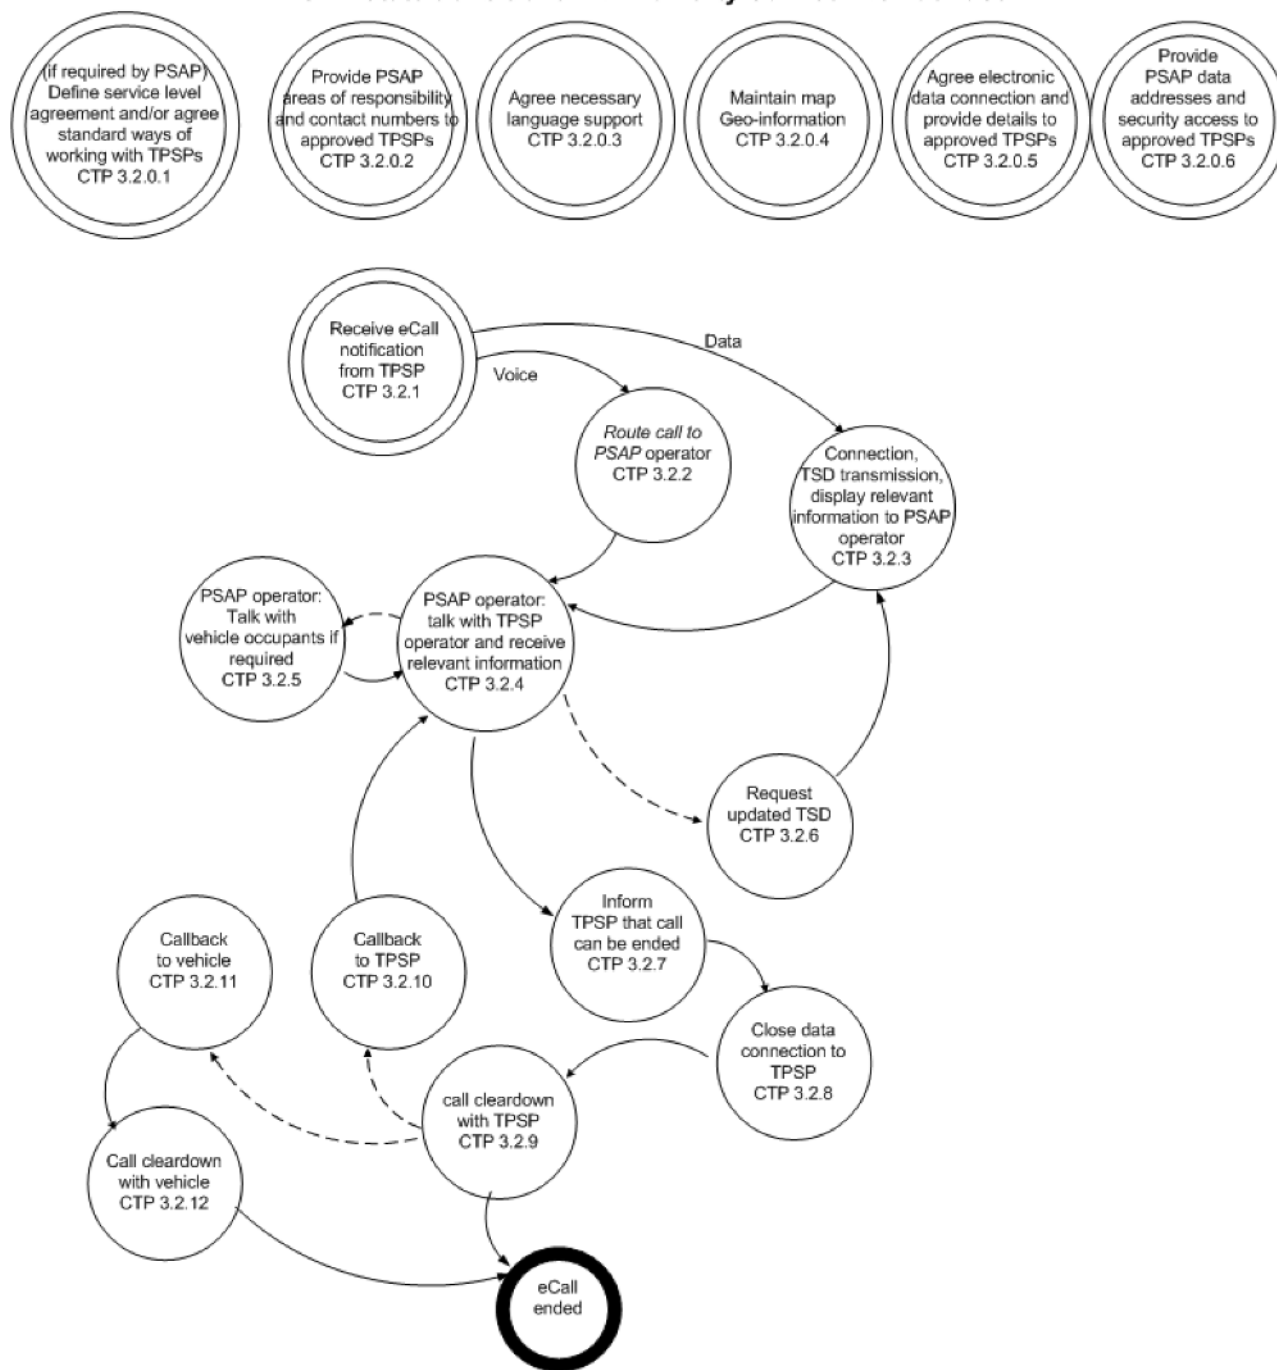 (if required by PSAP)
Define service level
agreement and/or agree
standard ways of
working with TPSPs
CTP 3.2.0.1
Provide PSAP
areas of responsibility
and contact numbers to
approved TPSPs
CTP 3.2.0.2
Agree necessary
language support
CTP 3.2.0.3
Maintain map
Geo-information
CTP 3.2.0.4
Agree electronic
data connection and
provide details to
approved TPSPs
CTP 3.2.0.5
Provide
PSAP data
addresses and
security access to
approved TPSPs
CTP 3.2.0.6
Receive eCall
notification
from TPSP
CTP 3.2.1
Data
Voice
Route call to
PSAP operator
CTP 3.2.2
Connection,
TSD transmission,
display relevant
information to PSAP
operator
CTP 3.2.3
PSAP operator:
Talk with
vehicle occupants if
required
CTP 3.2.5
PSAP operator:
talk with TPSP
operator and receive
relevant information
CTP 3.2.4
Request
updated TSD
CTP 3.2.6
Inform
TPSP that call
can be ended
CTP 3.2.7
Callback
to vehicle
CTP 3.2.11
Callback
to TPSP
CTP 3.2.10
Close data
connection to
TPSP
CTP 3.2.8
call cleardown
with TPSP
CTP 3.2.9
Call cleardown
with vehicle
CTP 3.2.12
eCall
ended